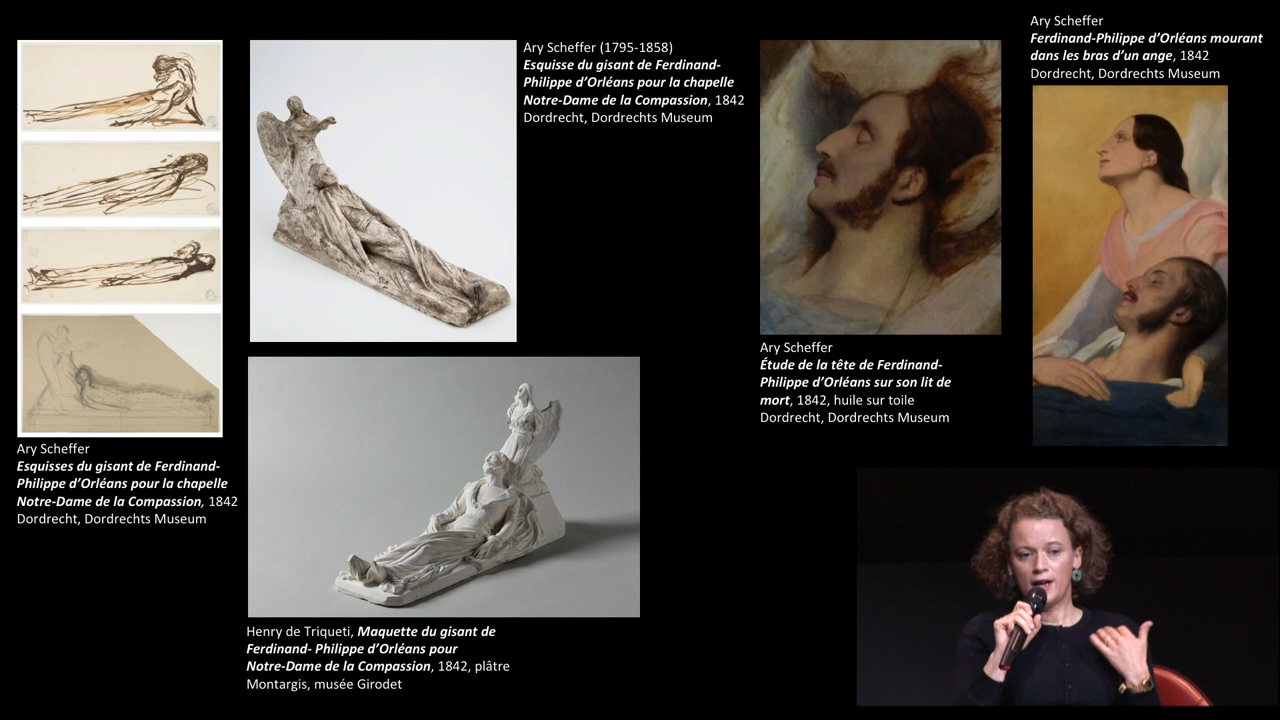 Ary Scheffer
Esquisses du gisant de Ferdinand-
Philippe d'Orléans pour la chapelle
Notre-Dame de la Compassion, 1842
Dordrecht, Dordrechts Museum
Ary Scheffer (1795-1858)
Esquisse du gisant de Ferdinand-
Philippe d'Orléans pour la chapelle
Notre-Dame de la Compassion, 1842
Dordrecht, Dordrechts Museum
Henry de Triqueti, Maquette du gisant de
Ferdinand- Philippe d'Orléans pour
Notre-Dame de la Compassion, 1842, plâtre
Montargis, musée Girodet
Ary Scheffer
Étude de la tête de Ferdinand-
Philippe d'Orléans sur son lit de
mort, 1842, huile sur toile
Dordrecht, Dordrechts Museum
Ary Scheffer
Ferdinand-Philippe d'Orléans mourant
dans les bras d'un ange, 1842
Dordrecht, Dordrechts Museum